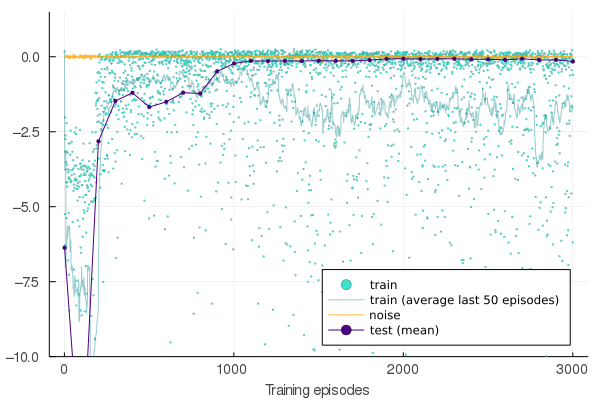 0.0
−2.5
−5.0
−7.5
−10.0
0
1000
2000
3000
Training episodes
train
train (average last 50 episodes)
noise
test (mean)